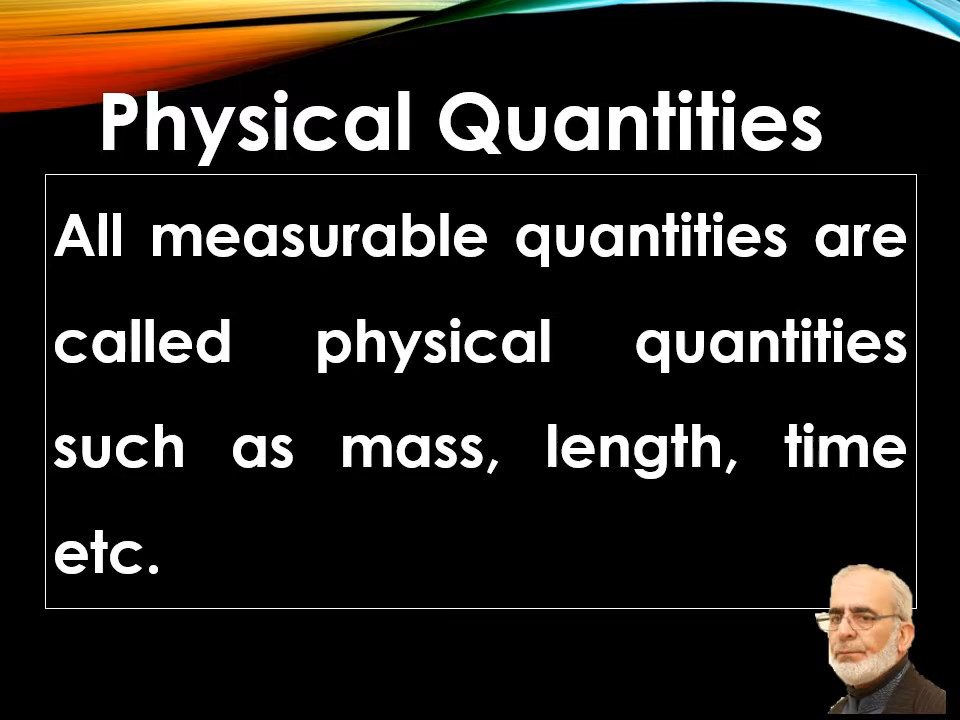 Physical Quantities
All measurable quantities are
called physical quantities
such as mass, length, time
etc.